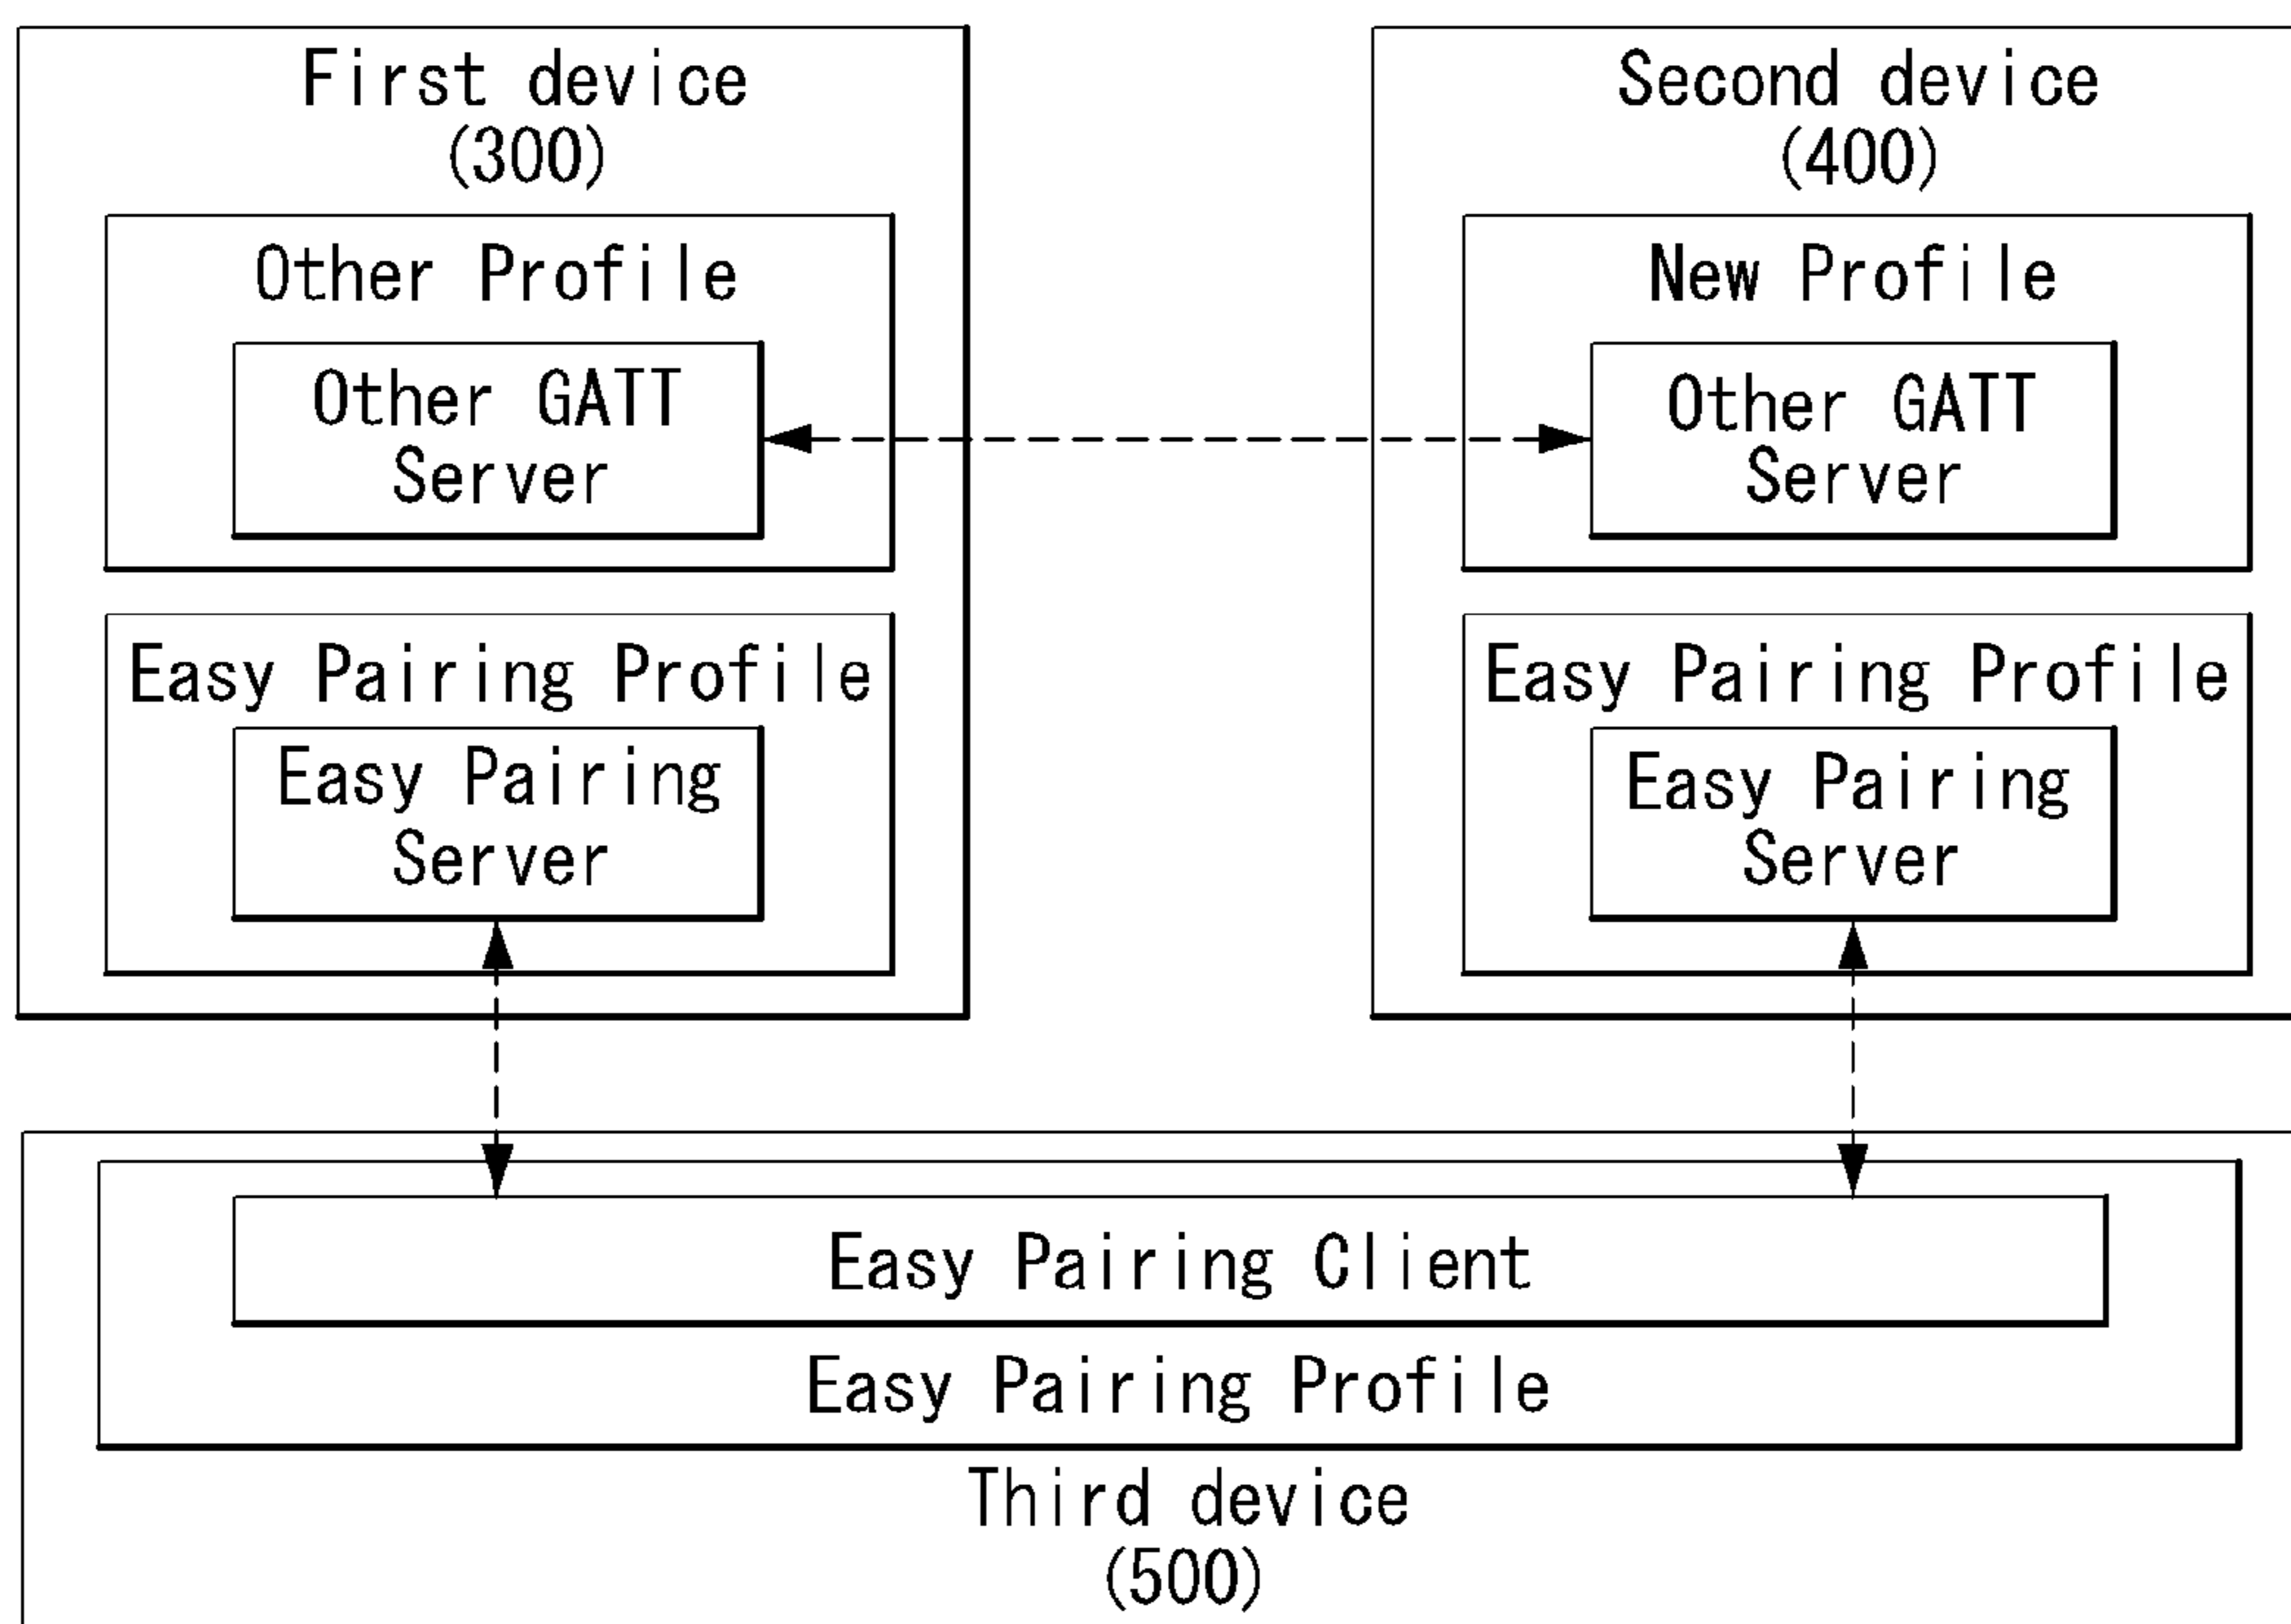 First device
(300)
Other Profile
Other GATT
Server
Easy Pairing Profile
Easy Pairing
Server
Second device
(400)
New Profile
Other GATT
Server
Easy Pairing Profile
Easy Pairing
Server
Easy Pairing Client
Easy Pairing Profile
Third device
(500)